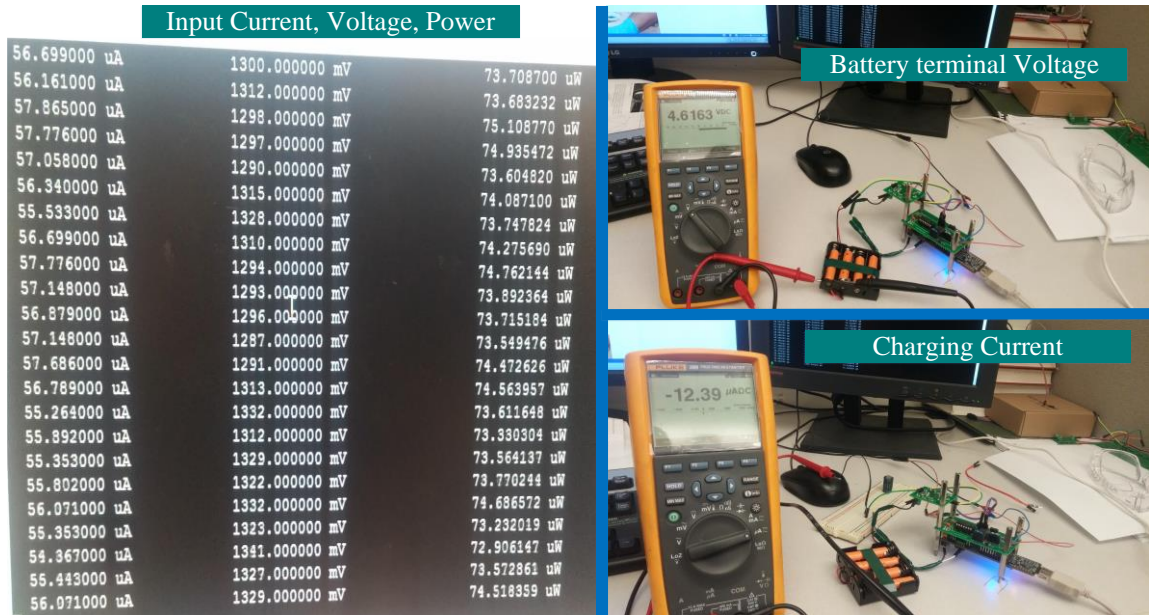 Input Current, Voltage, Power
56.699000 uA 1300.000000 mV 73.708700 uW
56.161000 uA 1312.000000 mV 73.683232 uW
57.865000 uA 1298.000000 mV 75.108770 uW
57.776000 uA 1297.000000 mV 74.935472 uW
57.058000 uA 1290.000000 mV 73.604820 uW
56.340000 uA 1315.000000 mV 74.087100 uW
55.533000 uA 1328.000000 mV 73.747824 uW
56.699000 uA 1310.000000 mV 74.275690 uW
57.776000 uA 1294.000000 mV 74.762144 uW
57.148000 uA 1293.000000 mV 73.892364 uW
56.879000 uA 1296.000000 mV 73.715184 uW
57.148000 uA 1287.000000 mV 73.549476 uW
57.686000 uA 1291.000000 mV 74.472626 uW
56.789000 uA 1313.000000 mV 74.563957 uW
55.264000 uA 1332.000000 mV 73.611648 uW
55.892000 uA 1312.000000 mV 73.330304 uW
55.353000 uA 1329.000000 mV 73.564137 uW
55.802000 uA 1322.000000 mV 73.770244 uW
56.071000 uA 1332.000000 mV 74.686572 uW
55.353000 uA 1323.000000 mV 73.232019 uW
54.367000 uA 1341.000000 mV 72.906147 uW
55.443000 uA 1327.000000 mV 73.572861 uW
56.071000 uA 1329.000000 mV 74.518359 uW
Battery terminal Voltage
LG
4.6163 VDC
Charging Current
FLUKE
-12.39 µADC
HOLD
RANGE
LoZ
COM